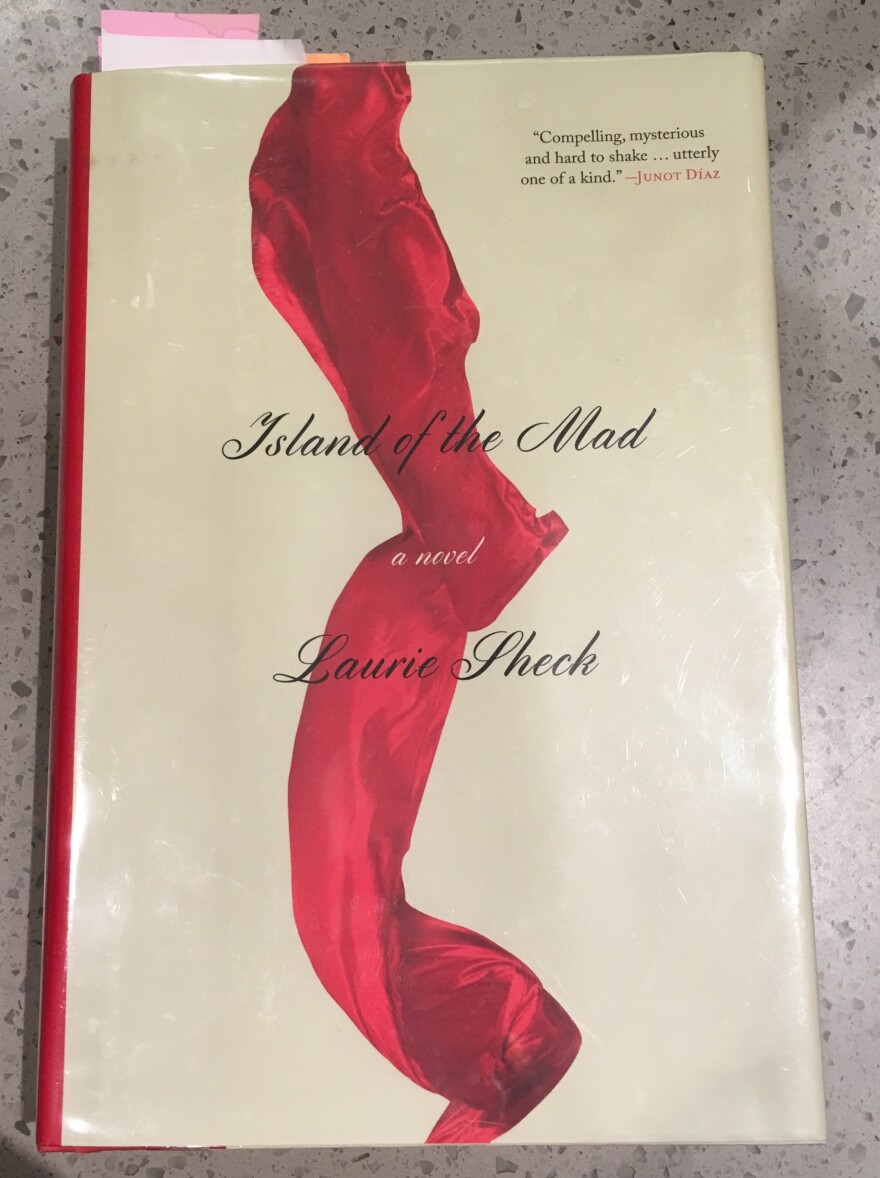 “Compelling, mysterious
and hard to shake ... utterly
one of a kind.” —Junot Díaz
Island of the Mad
a novel
Laurie Sheck